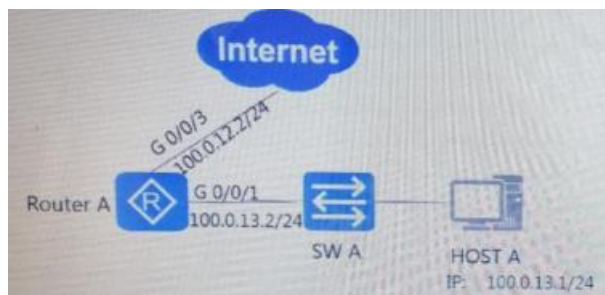 Internet
G 0/0/3
100.0.12.2/24
Router A
R
G 0/0/1
100.0.13.2/24
SW A
HOST A
IP: 100.0.13.1/24